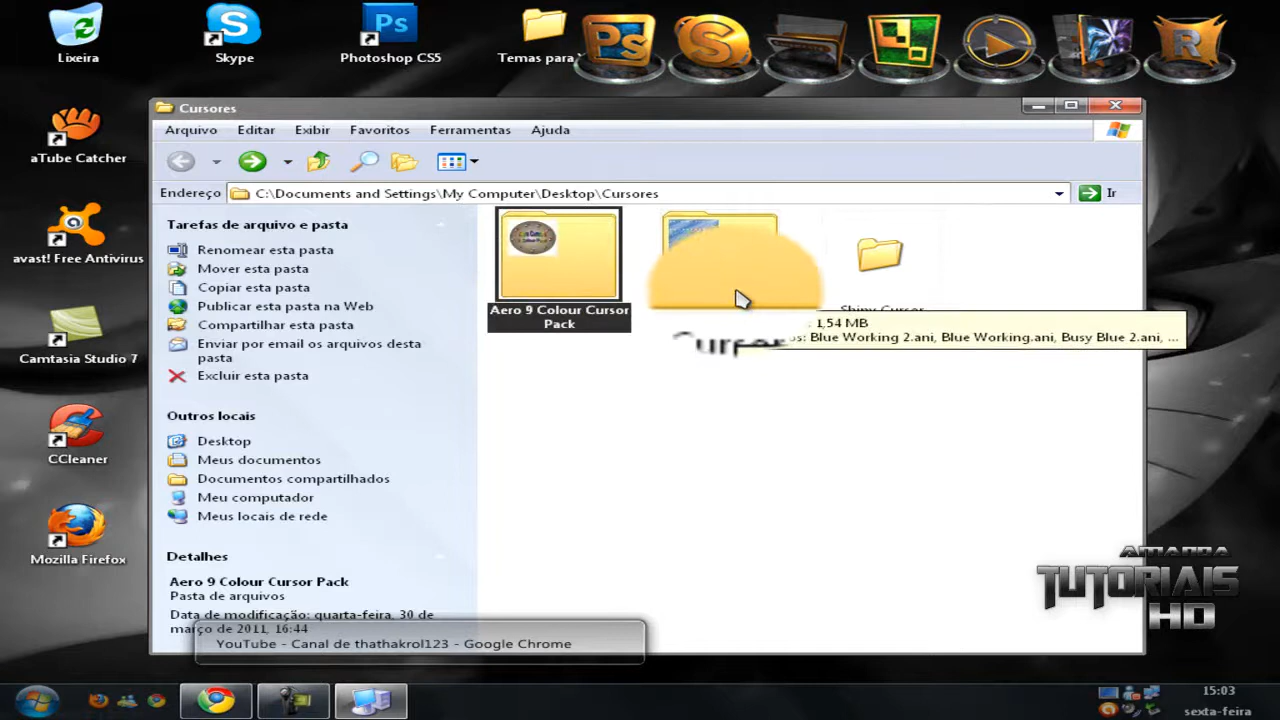 Lixeira
Skype
Photoshop CS5
Temas para
aTube Catcher
avast! Free Antivirus
Camtasia Studio 7
CCleaner
Mozilla Firefox
Cursores
Arquivo Editar Exibir Favoritos Ferramentas Ajuda
Endereço C:\Documents and Settings\My Computer\Desktop\Cursores Ir
Tarefas de arquivo e pasta
Renomear esta pasta
Mover esta pasta
Copiar esta pasta
Publicar esta pasta na Web
Compartilhar esta pasta
Enviar por email os arquivos desta
pasta
Excluir esta pasta
Outros locais
Desktop
Meus documentos
Documentos compartilhados
Meu computador
Meus locais de rede
Detalhes
Aero 9 Colour Cursor Pack
Pasta de arquivos
Data de modificação: quarta-feira, 30 de
março de 2011, 16:44
Aero 9 Colour Cursor
Pack
Cursor
Shiny Cursor
: 1,54 MB
os: Blue Working 2.ani, Blue Working.ani, Busy Blue 2.ani, ...
YouTube - Canal de thathakrol123 - Google Chrome
AMANDA
TUTORIAIS
HD
15:03
sexta-feira